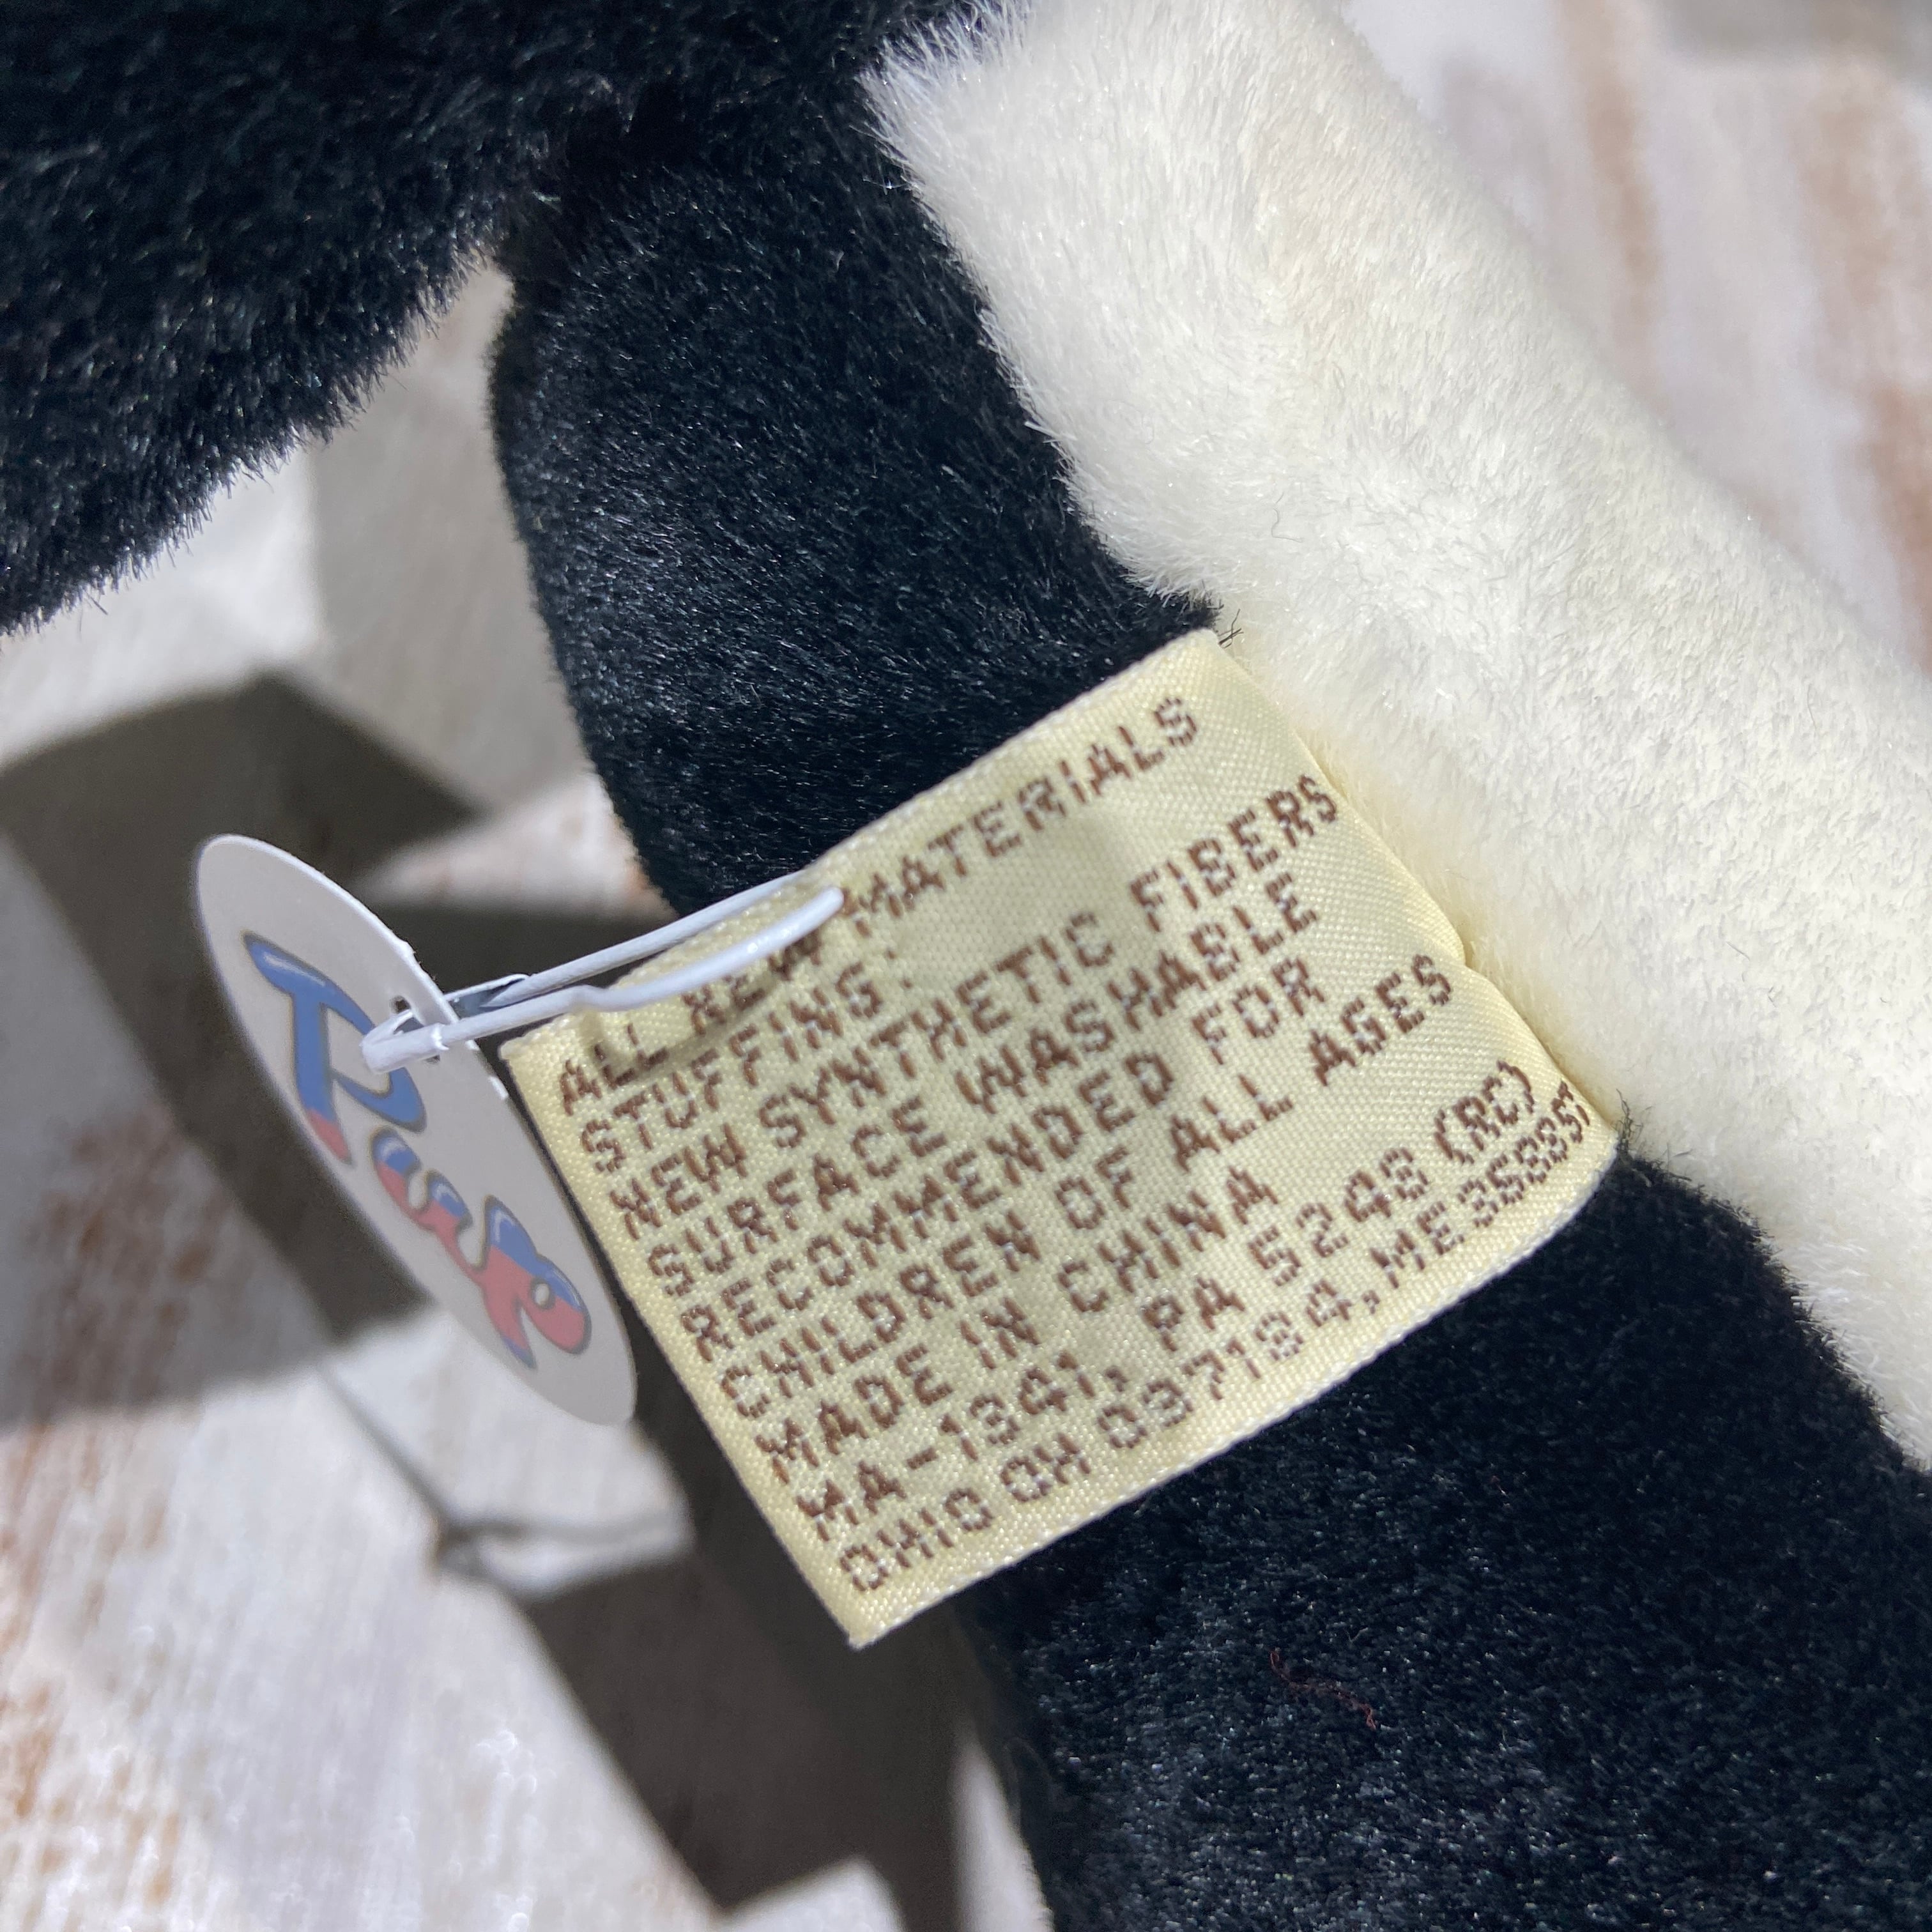 ALL NEW MATERIALS
STUFFING:
NEW SYNTHETIC FIBERS
SURFACE WASHABLE
RECOMMENDED FOR
CHILDREN OF ALL AGES
MADE IN CHINA
MA-1341, PA 5248 (RC)
OHIO OH 037184, ME